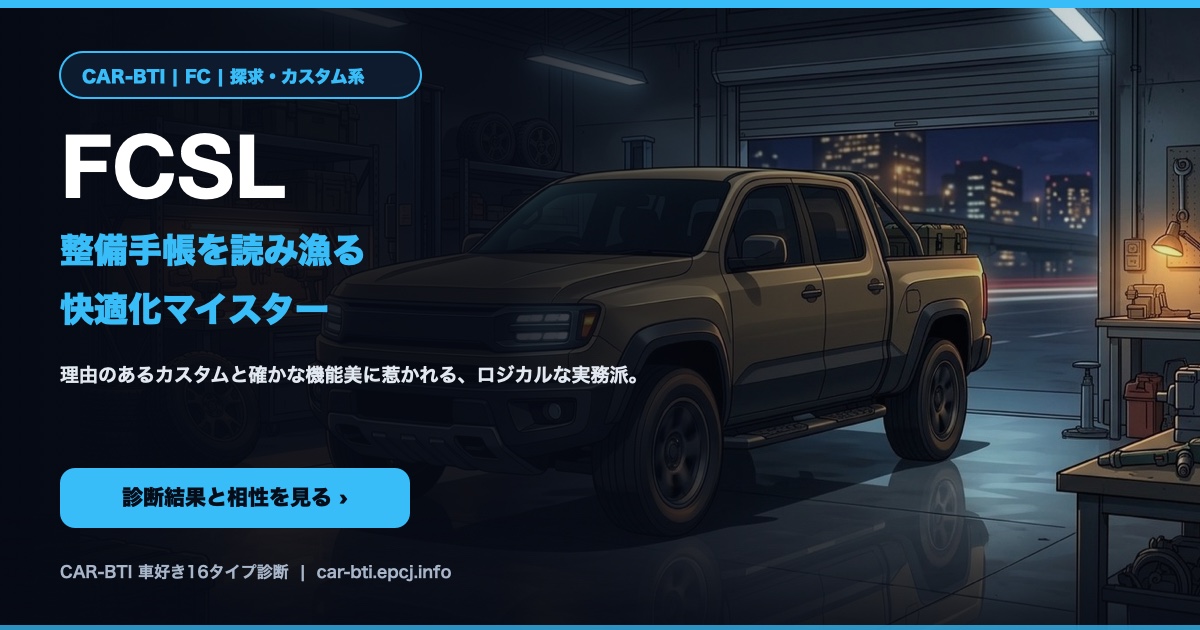 CAR-BTI | FC | 探求・カスタム系
FCSL
整備手帳を読み漁る
快適化マイスター
理由のあるカスタムと確かな機能美に惹かれる、ロジカルな実務派。
診断結果と相性を見る ›
CAR-BTI 車好き16タイプ診断 | car-bti.epcj.info